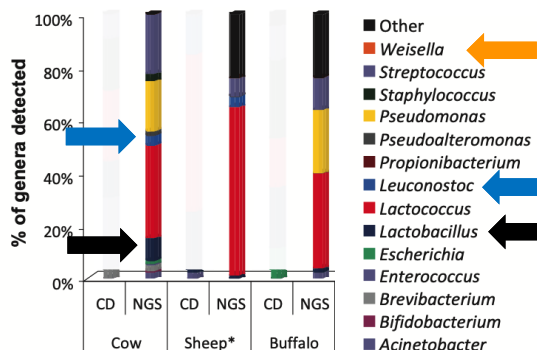 % of genera detected
100%
80%
60%
40%
20%
0%
CD NGS CD NGS CD NGS
Cow Sheep* Buffalo
Other
Weisella
Streptococcus
Staphylococcus
Pseudomonas
Pseudoalteromonas
Propionibacterium
Leuconostoc
Lactococcus
Lactobacillus
Escherichia
Enterococcus
Brevibacterium
Bifidobacterium
Acinetobacter